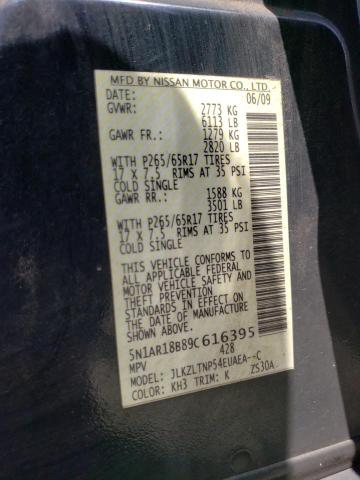 MFD BY NISSAN MOTOR CO., LTD.
DATE: 06/09
GVWR: 2773 KG
6113 LB
GAWR FR.: 1279 KG
2820 LB
WITH P265/65R17 TIRES
17 X 7.5 RIMS AT 35 PSI
COLD SINGLE
GAWR RR.: 1588 KG
3501 LB
WITH P265/65R17 TIRES
17 X 7.5 RIMS AT 35 PSI
COLD SINGLE
THIS VEHICLE CONFORMS TO
ALL APPLICABLE FEDERAL
MOTOR VEHICLE SAFETY AND
THEFT PREVENTION
STANDARDS IN EFFECT ON
THE DATE OF MANUFACTURE
SHOWN ABOVE.
5N1AR18B89C616395
MPV 428
MODEL: JLKZLTNP54EUAEA--C
COLOR: KH3 TRIM: K ZS30A